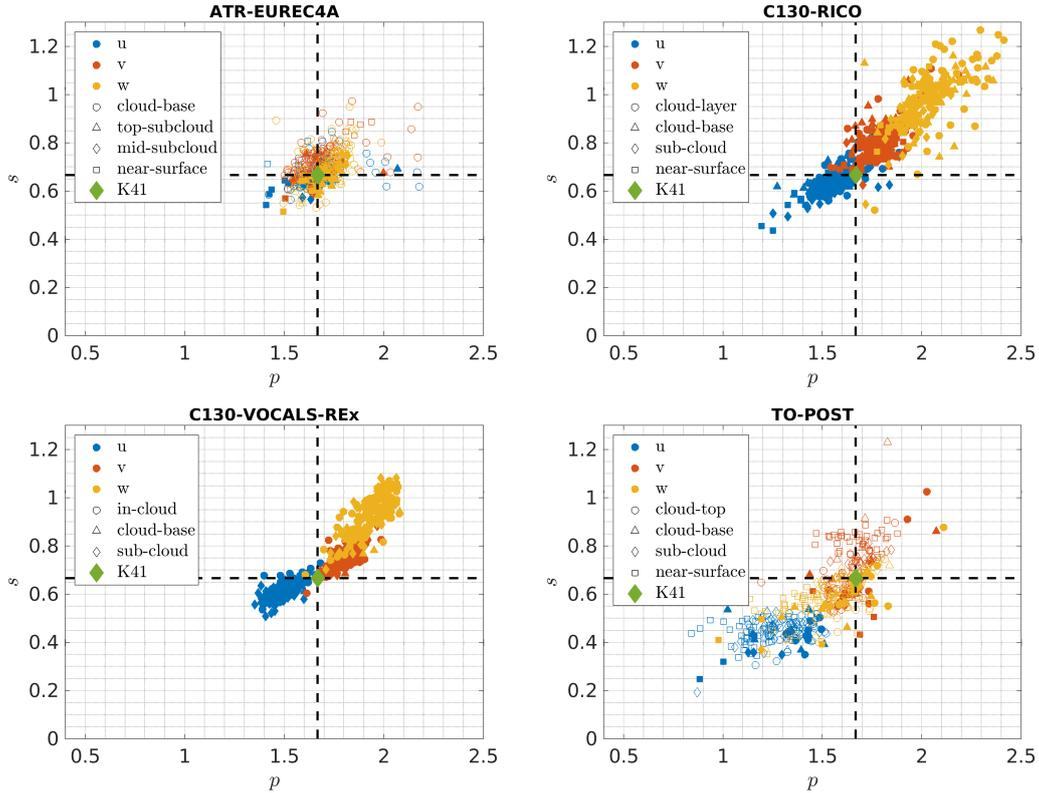 ATR-EUREC4A
1.2
1
0.8
0.6
0.4
0.2
0
s
u
v
w
cloud-base
top-subcloud
mid-subcloud
near-surface
K41
0.5 1 1.5 2 2.5
p
C130-RICO
1.2
1
0.8
0.6
0.4
0.2
0
s
u
v
w
cloud-layer
cloud-base
sub-cloud
near-surface
K41
0.5 1 1.5 2 2.5
p
C130-VOCALS-REx
1.2
1
0.8
0.6
0.4
0.2
0
s
u
v
w
in-cloud
cloud-base
sub-cloud
K41
0.5 1 1.5 2 2.5
p
TO-POST
1.2
1
0.8
0.6
0.4
0.2
0
s
u
v
w
cloud-top
cloud-base
sub-cloud
near-surface
K41
0.5 1 1.5 2 2.5
p